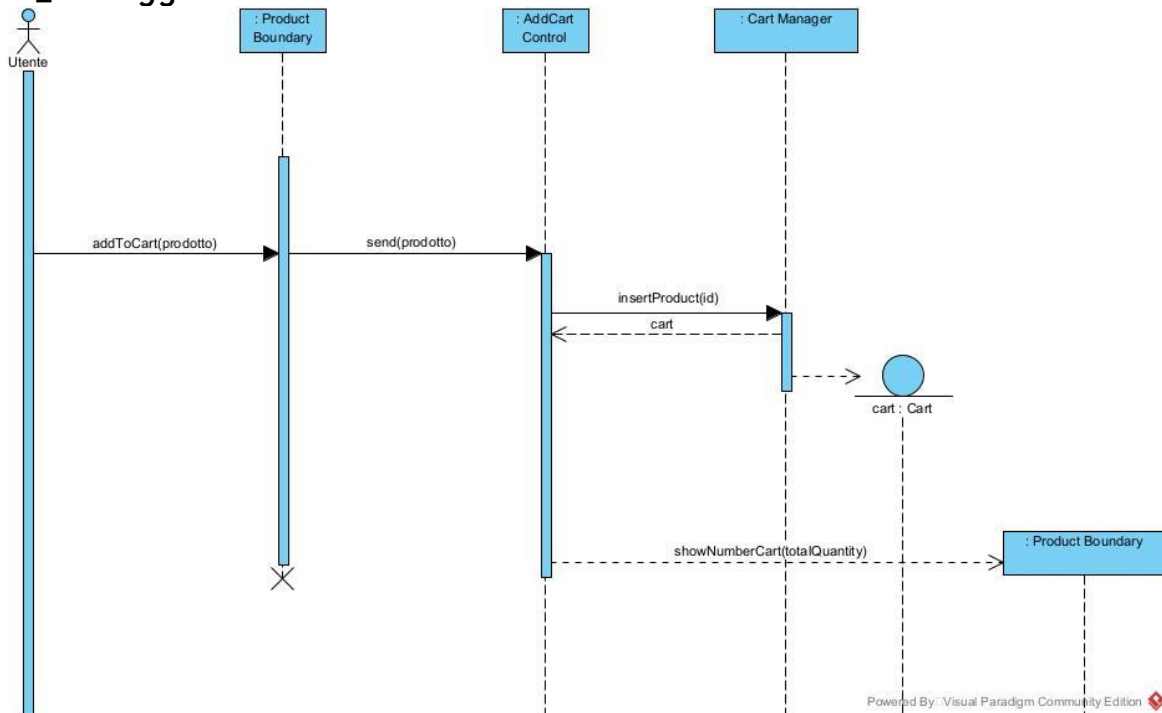 : Product
Boundary
: AddCart
Control
: Cart Manager
Utente
addToCart(prodotto)
send(prodotto)
insertProduct(id)
cart
cart : Cart
: Product Boundary
showNumberCart(totalQuantity)
Powered By Visual Paradigm Community Edition